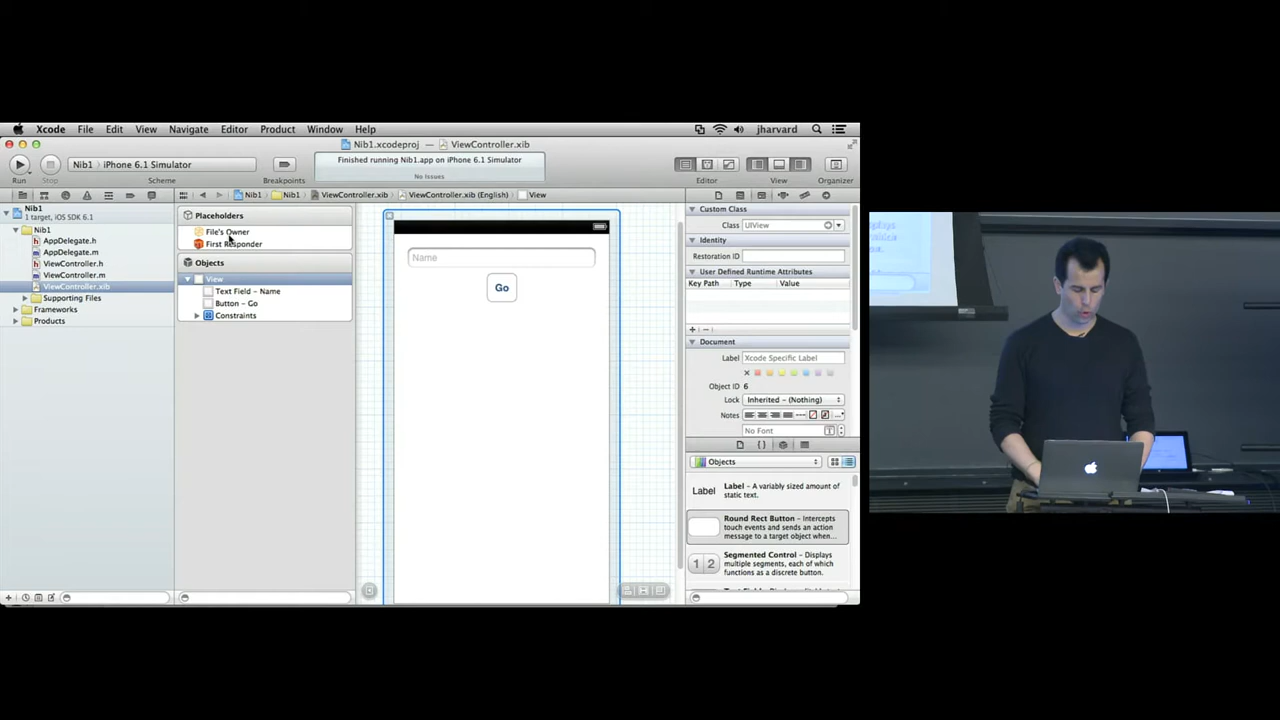 Xcode File Edit View Navigate Editor Product Window Help jharvard
Nib1.xcodeproj — ViewController.xib
Nib1 iPhone 6.1 Simulator
Finished running Nib1.app on iPhone 6.1 Simulator
No Issues
Run Stop Scheme Breakpoints Editor View Organizer
Nib1 Nib1 ViewController.xib ViewController.xib (English) View
Nib1
1 target, iOS SDK 6.1
Nib1
AppDelegate.h
AppDelegate.m
ViewController.h
ViewController.m
ViewController.xib
Supporting Files
Frameworks
Products
Placeholders
File's Owner
First Responder
Objects
View
Text Field - Name
Button - Go
Constraints
Name
Go
Custom Class
Class UIView
Identity
Restoration ID
User Defined Runtime Attributes
Key Path Type Value
Document
Label Xcode Specific Label
Object ID 6
Lock Inherited - (Nothing)
Notes
No Font
Objects
Label
Label - A variably sized amount of
static text.
Round Rect Button - Intercepts
touch events and sends an action
message to a target object when...
1 2
Segmented Control - Displays
multiple segments, each of which
functions as a discrete button.